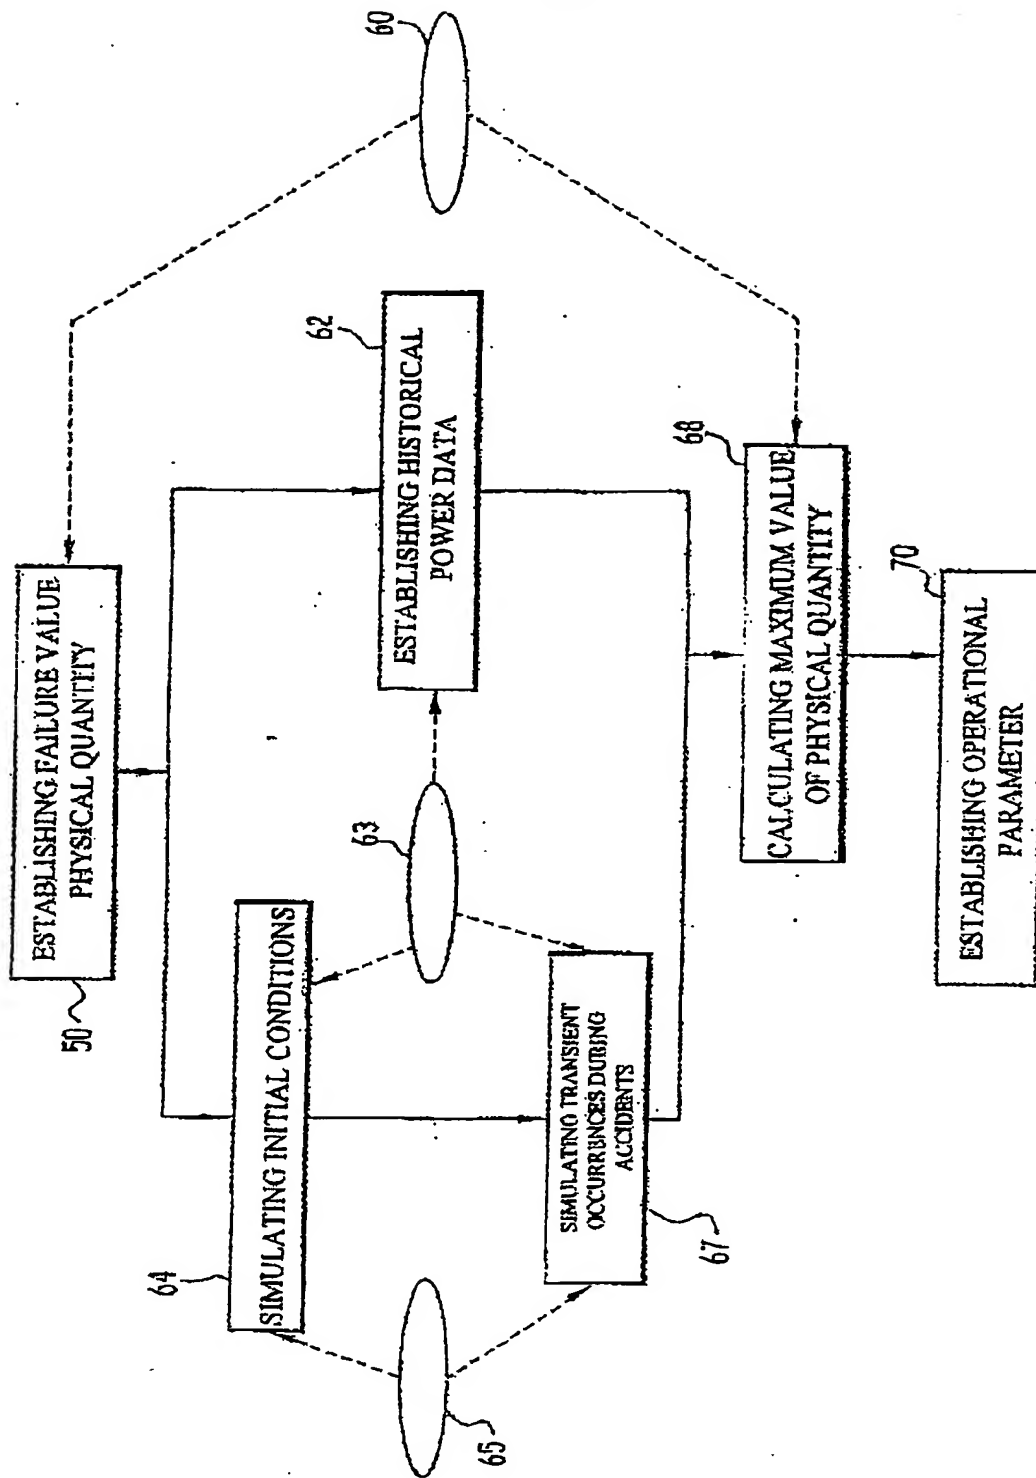 50
ESTABLISHING FAILURE VALUE
PHYSICAL QUANTITY
60
64
SIMULATING INITIAL CONDITIONS
63
62
ESTABLISHING HISTORICAL
POWER DATA
65
67
SIMULATING TRANSIENT
OCCURRENCES DURING
ACCIDENTS
68
CALCULATING MAXIMUM VALUE
OF PHYSICAL QUANTITY
70
ESTABLISHING OPERATIONAL
PARAMETER